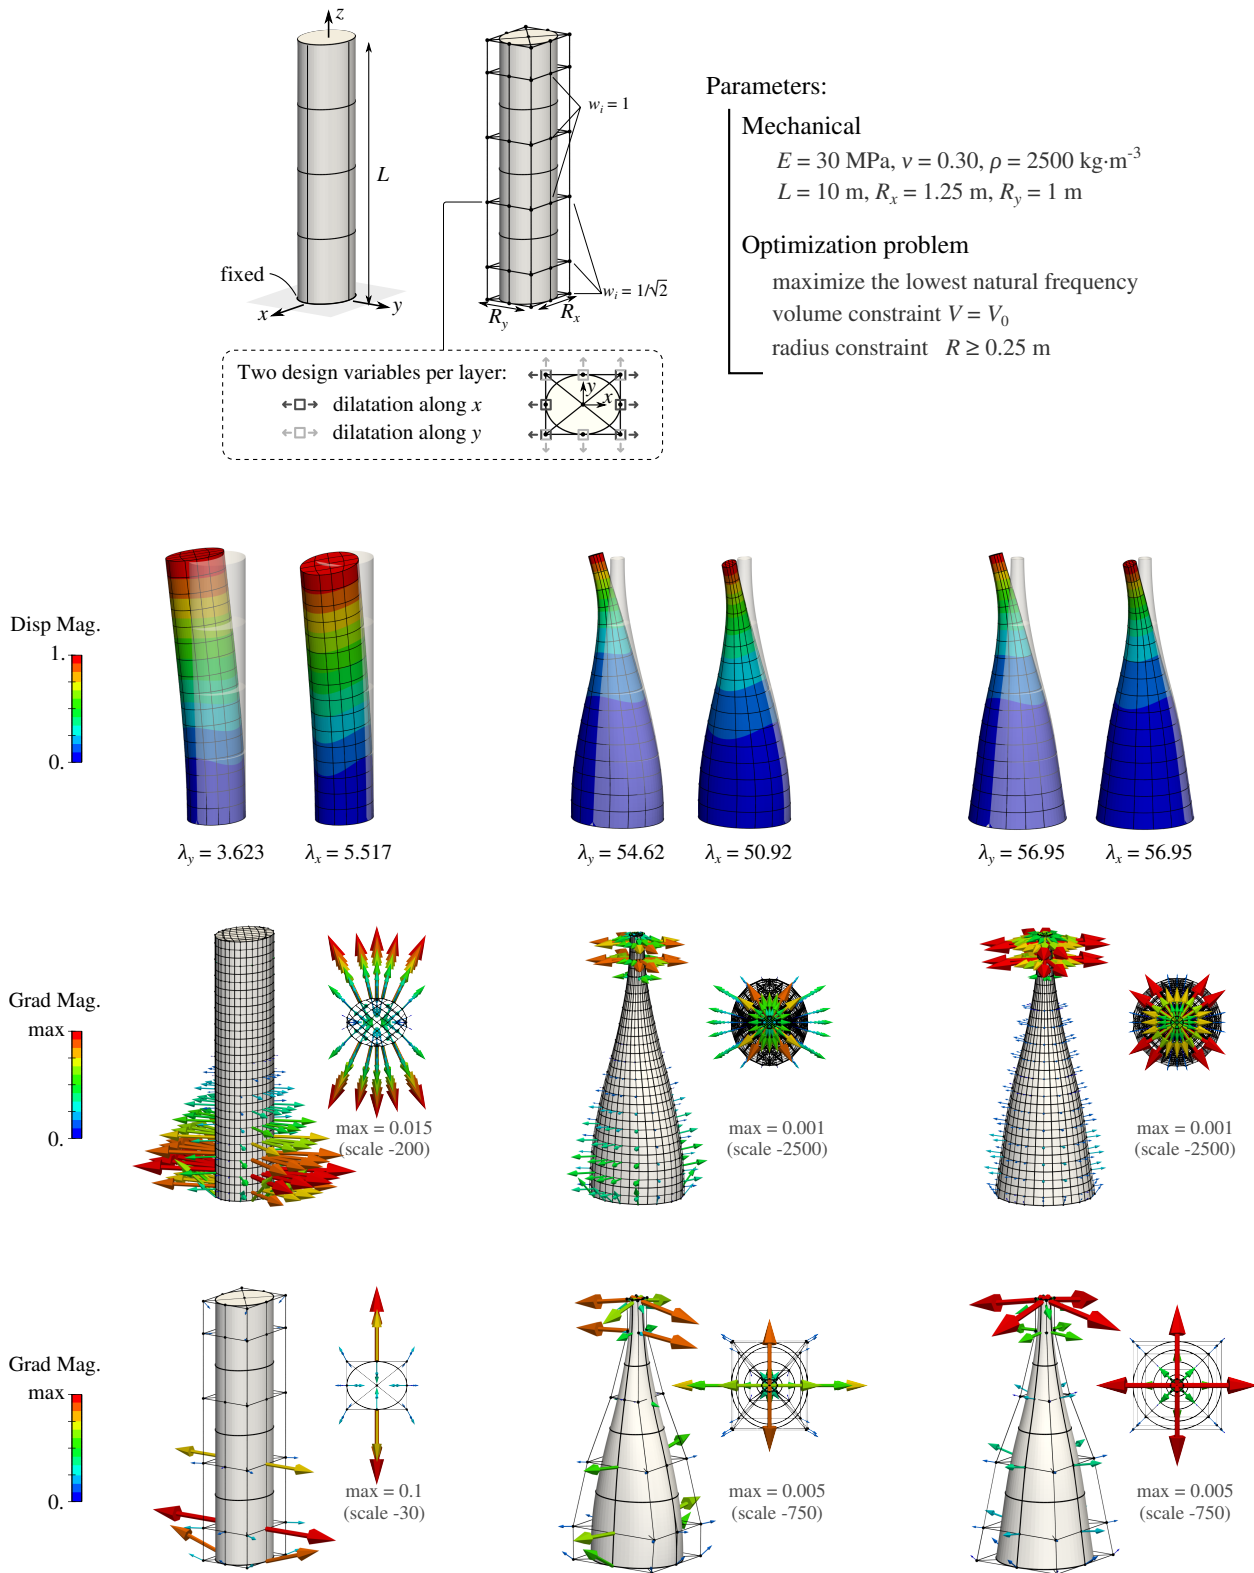 z
L
fixed
x
y
w_i = 1
w_i = 1/√2
R_y
R_x
Parameters:
Mechanical
E = 30 MPa, ν = 0.30, ρ = 2500 kg·m⁻³
L = 10 m, R_x = 1.25 m, R_y = 1 m
Optimization problem
maximize the lowest natural frequency
volume constraint V = V_0
radius constraint R ≥ 0.25 m
Two design variables per layer:
dilatation along x
dilatation along y
y
x
Disp Mag.
1.
0.
λ_y = 3.623
λ_x = 5.517
λ_y = 54.62
λ_x = 50.92
λ_y = 56.95
λ_x = 56.95
Grad Mag.
max
0.
max = 0.015
(scale -200)
max = 0.001
(scale -2500)
max = 0.001
(scale -2500)
Grad Mag.
max
0.
max = 0.1
(scale -30)
max = 0.005
(scale -750)
max = 0.005
(scale -750)